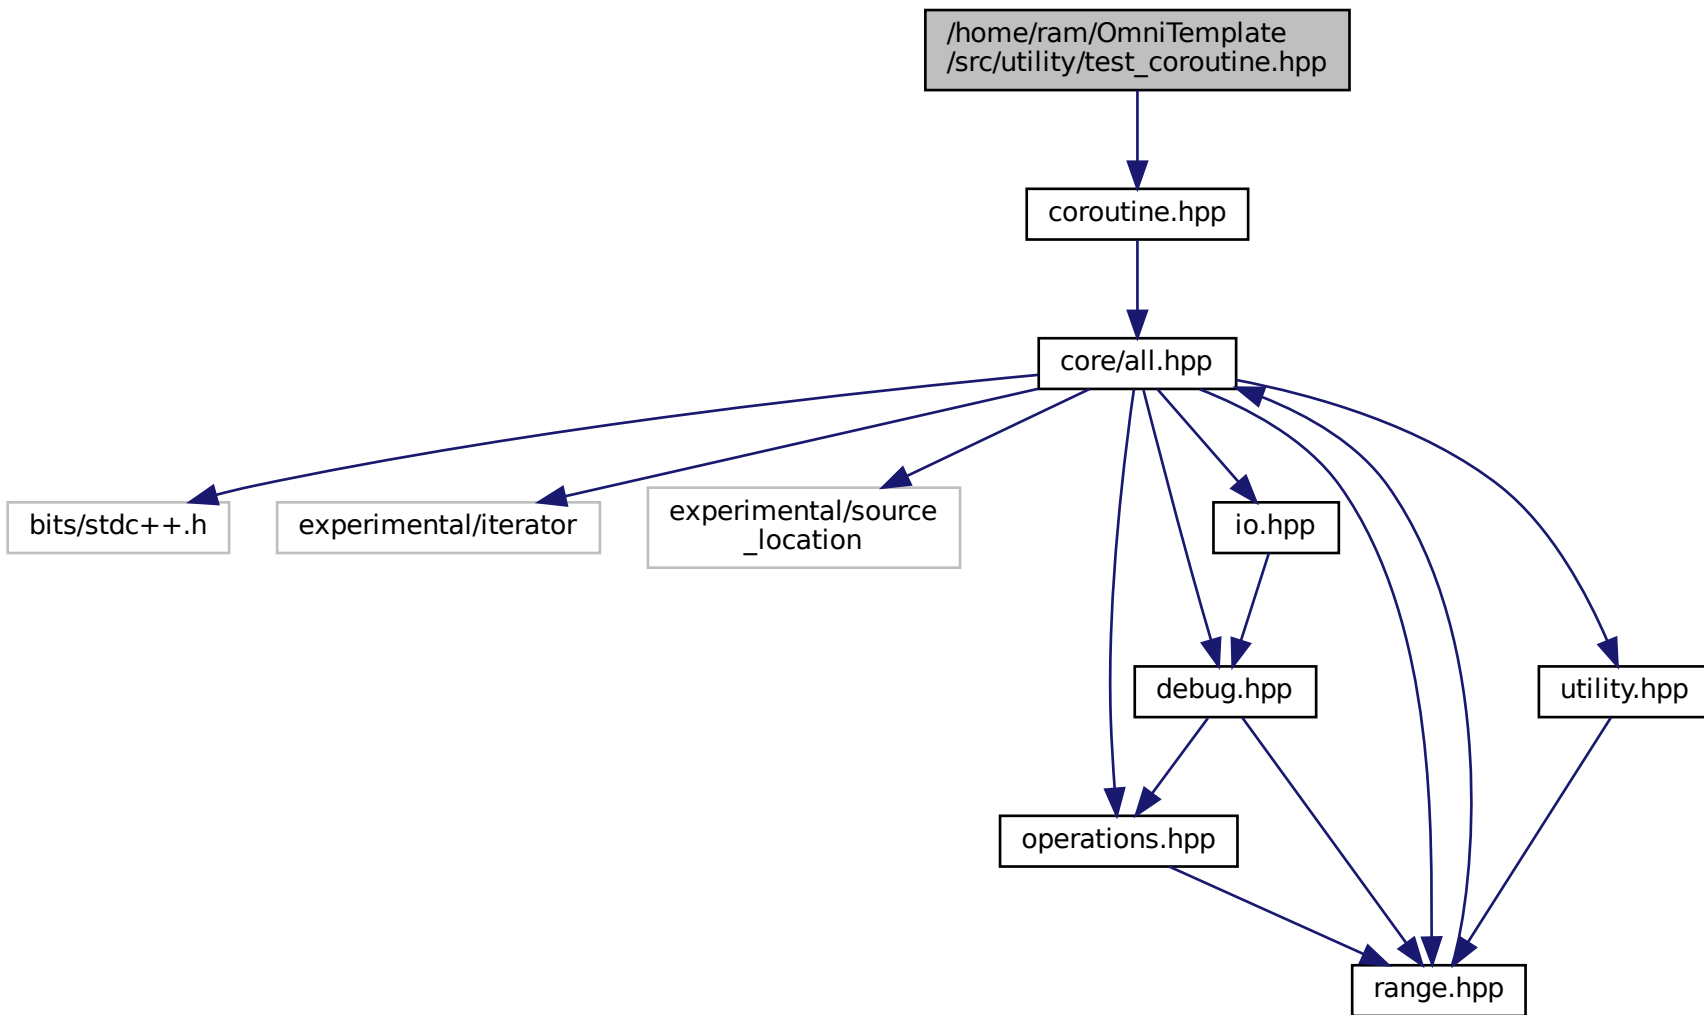 /home/ram/OmniTemplate
/src/utility/test_coroutine.hpp
coroutine.hpp
core/all.hpp
bits/stdc++.h
experimental/iterator
experimental/source
_location
io.hpp
debug.hpp
utility.hpp
operations.hpp
range.hpp